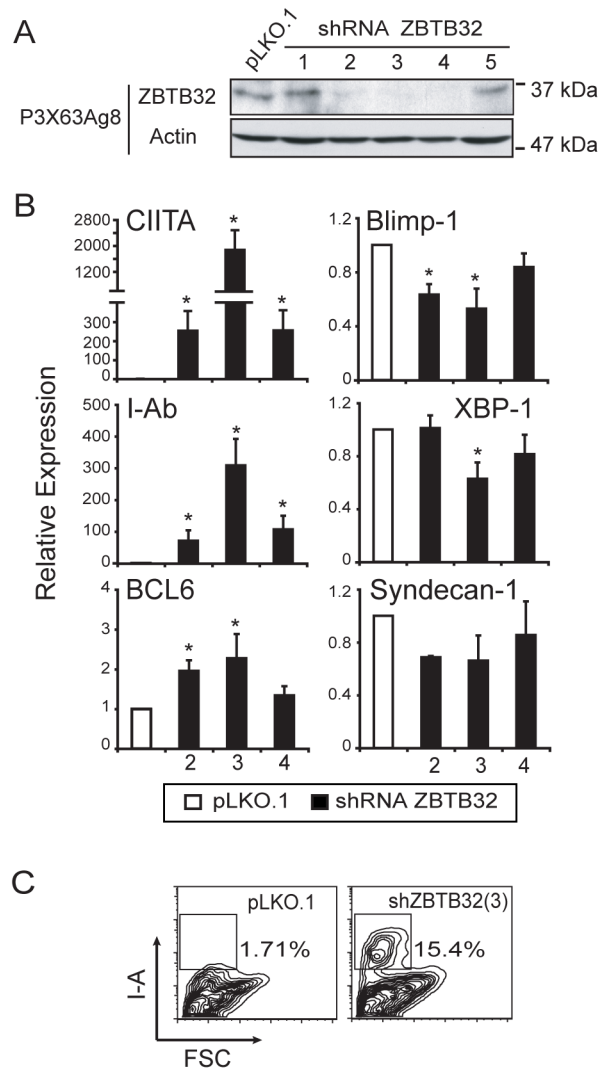 A
pLKO.1
shRNA ZBTB32
1 2 3 4 5
P3X63Ag8
ZBTB32
37 kDa
Actin
47 kDa
B
Relative Expression
CIITA
2800
2000
1200
300
200
100
0
* * *
Blimp-1
1.2
0.8
0.4
0
* *
I-Ab
500
400
300
200
100
0
* * *
XBP-1
1.2
0.8
0.4
0
*
BCL6
4
3
2
1
0
* *
2 3 4
Syndecan-1
1.2
0.8
0.4
0
2 3 4
pLKO.1 shRNA ZBTB32
C
I-A
FSC
pLKO.1
1.71%
shZBTB32(3)
15.4%